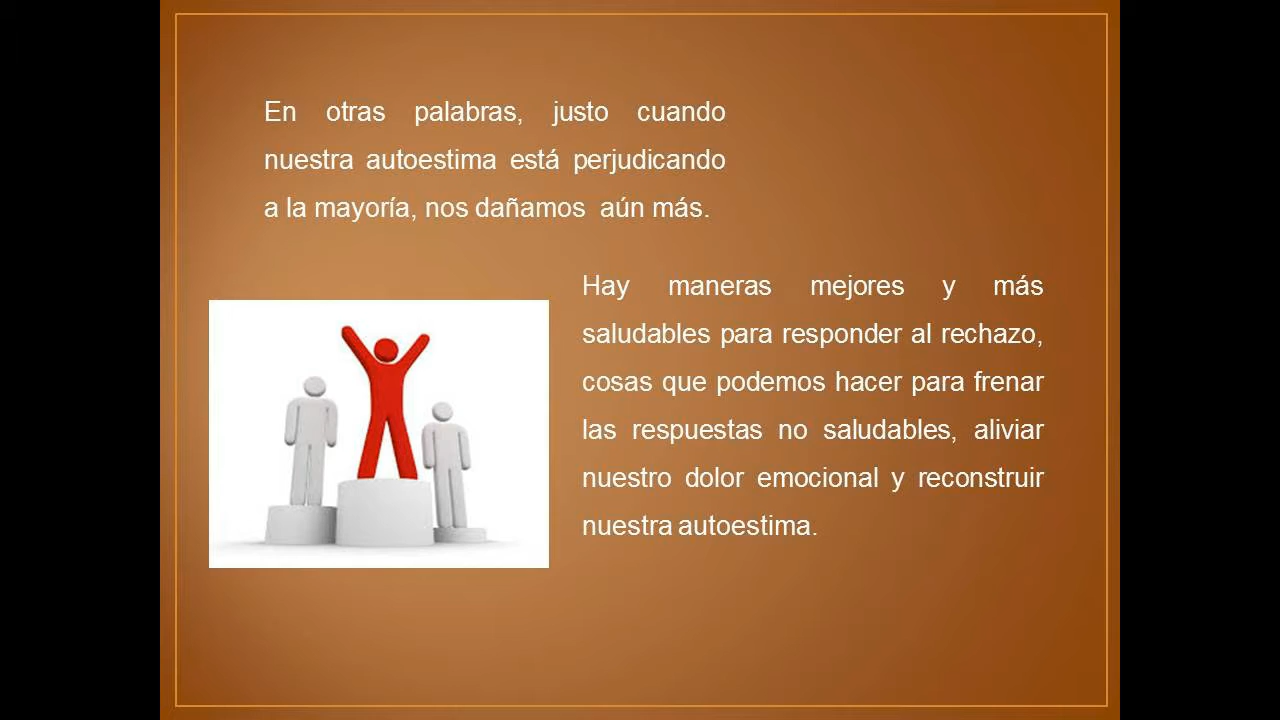 En otras palabras, justo cuando
nuestra autoestima está perjudicando
a la mayoría, nos dañamos aún más.
Hay maneras mejores y más
saludables para responder al rechazo,
cosas que podemos hacer para frenar
las respuestas no saludables, aliviar
nuestro dolor emocional y reconstruir
nuestra autoestima.